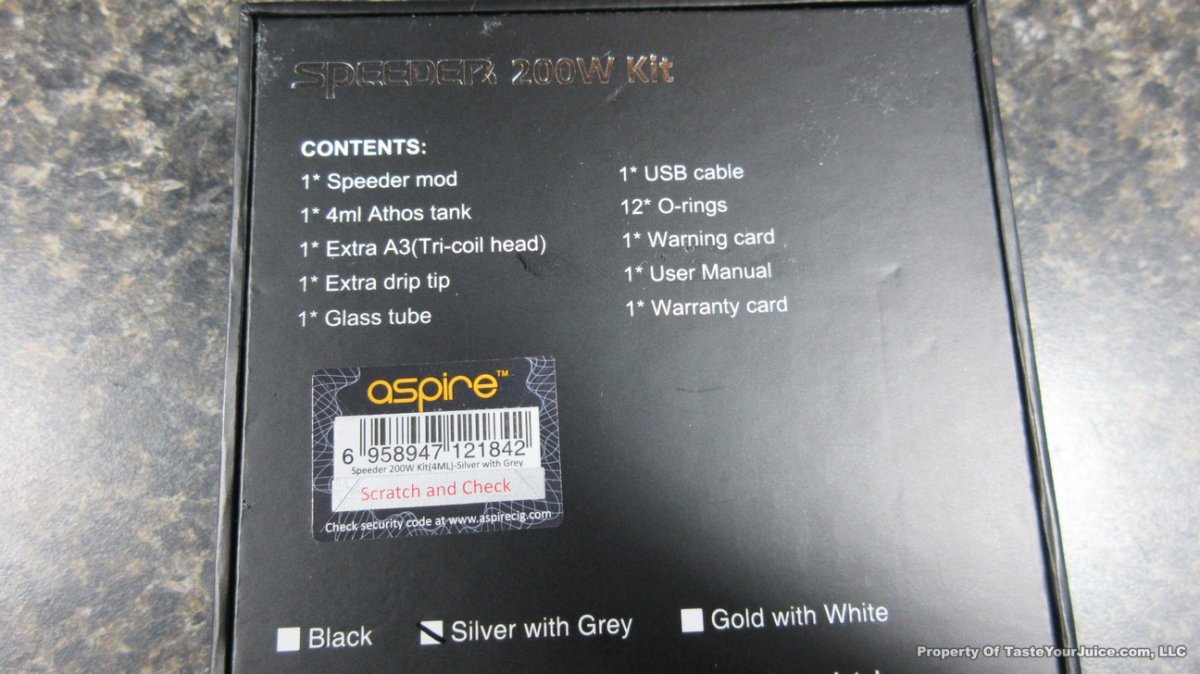 SPEEDER 200W Kit
CONTENTS:
1* Speeder mod
1* 4ml Athos tank
1* Extra A3(Tri-coil head)
1* Extra drip tip
1* Glass tube
1* USB cable
12* O-rings
1* Warning card
1* User Manual
1* Warranty card
aspire™
6 958947 121842
Speeder 200W Kit(4ML)-Silver with Grey
Scratch and Check
Check security code at www.aspirecig.com
Black
Silver with Grey
Gold with White
Property Of TasteYourJuice.com, LLC